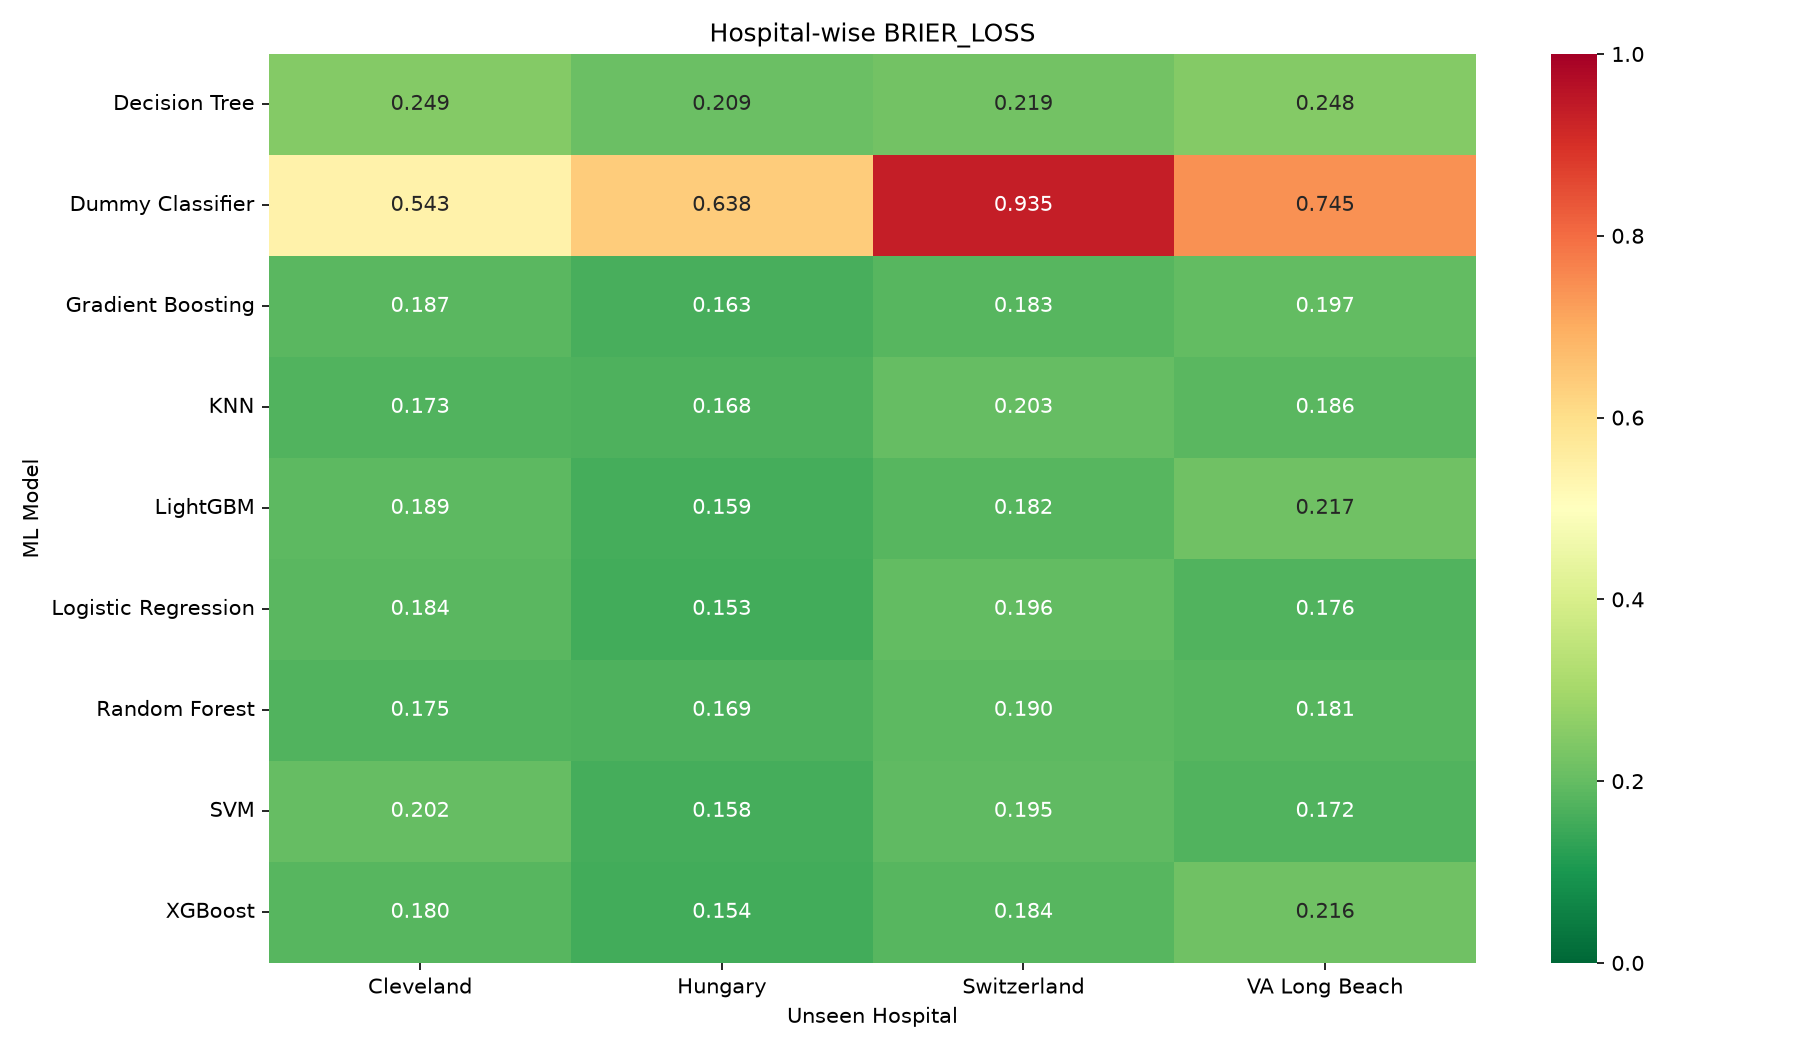 Hospital-wise BRIER_LOSS
Decision Tree 0.249 0.209 0.219 0.248
Dummy Classifier 0.543 0.638 0.935 0.745
Gradient Boosting 0.187 0.163 0.183 0.197
KNN 0.173 0.168 0.203 0.186
LightGBM 0.189 0.159 0.182 0.217
Logistic Regression 0.184 0.153 0.196 0.176
Random Forest 0.175 0.169 0.190 0.181
SVM 0.202 0.158 0.195 0.172
XGBoost 0.180 0.154 0.184 0.216
Cleveland Hungary Switzerland VA Long Beach
Unseen Hospital
ML Model
1.0
0.8
0.6
0.4
0.2
0.0